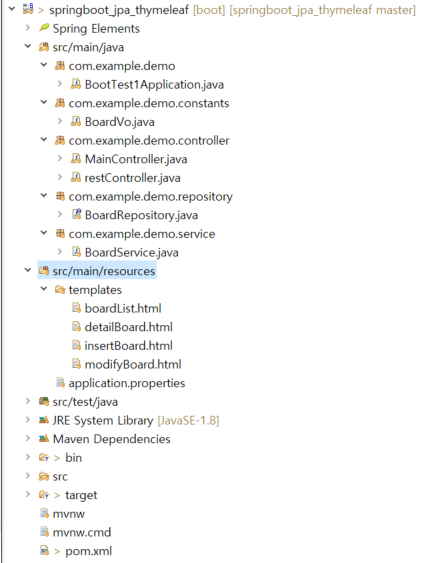 > springboot_jpa_thymeleaf [boot] [springboot_jpa_thymeleaf master]
Spring Elements
src/main/java
com.example.demo
BootTest1Application.java
com.example.demo.constants
BoardVo.java
com.example.demo.controller
MainController.java
restController.java
com.example.demo.repository
BoardRepository.java
com.example.demo.service
BoardService.java
src/main/resources
templates
boardList.html
detailBoard.html
insertBoard.html
modifyBoard.html
application.properties
src/test/java
JRE System Library [JavaSE-1.8]
Maven Dependencies
> bin
src
> target
mvnw
mvnw.cmd
> pom.xml